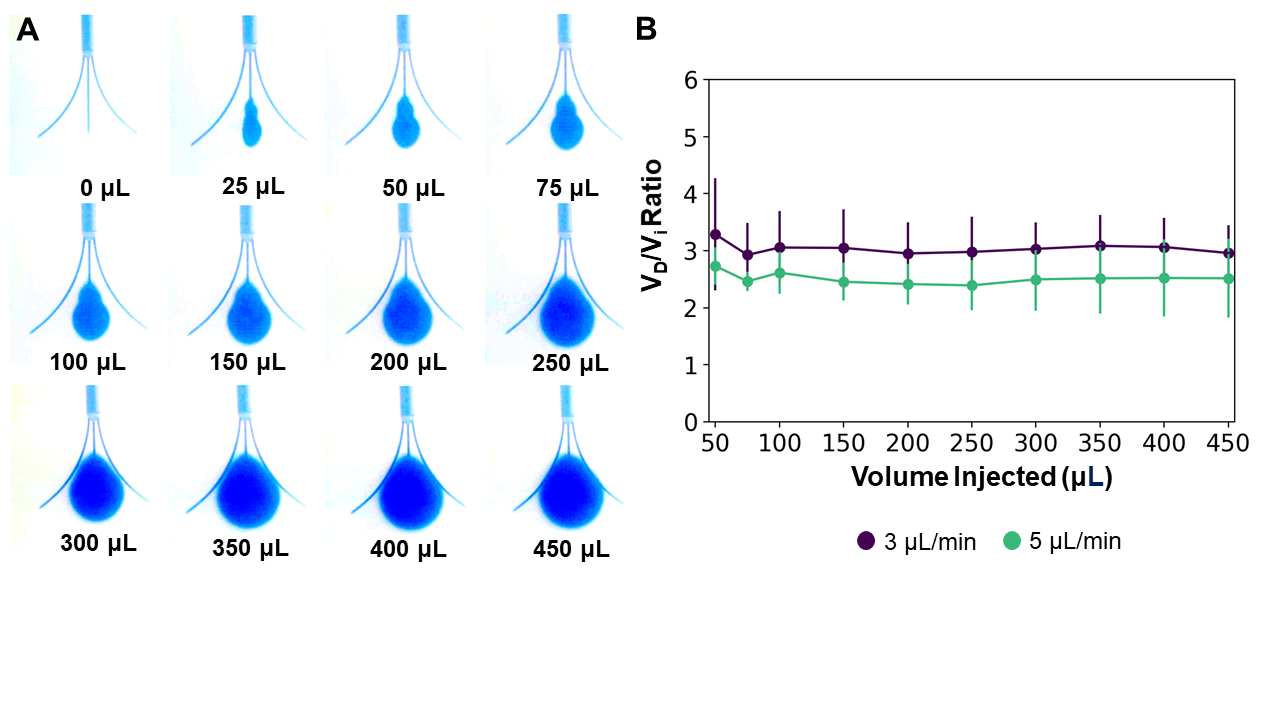 A
0 µL
25 µL
50 µL
75 µL
100 µL
150 µL
200 µL
250 µL
300 µL
350 µL
400 µL
450 µL
B
V_D/V_i Ratio
6
5
4
3
2
1
0
50 100 150 200 250 300 350 400 450
Volume Injected (µL)
3 µL/min 5 µL/min